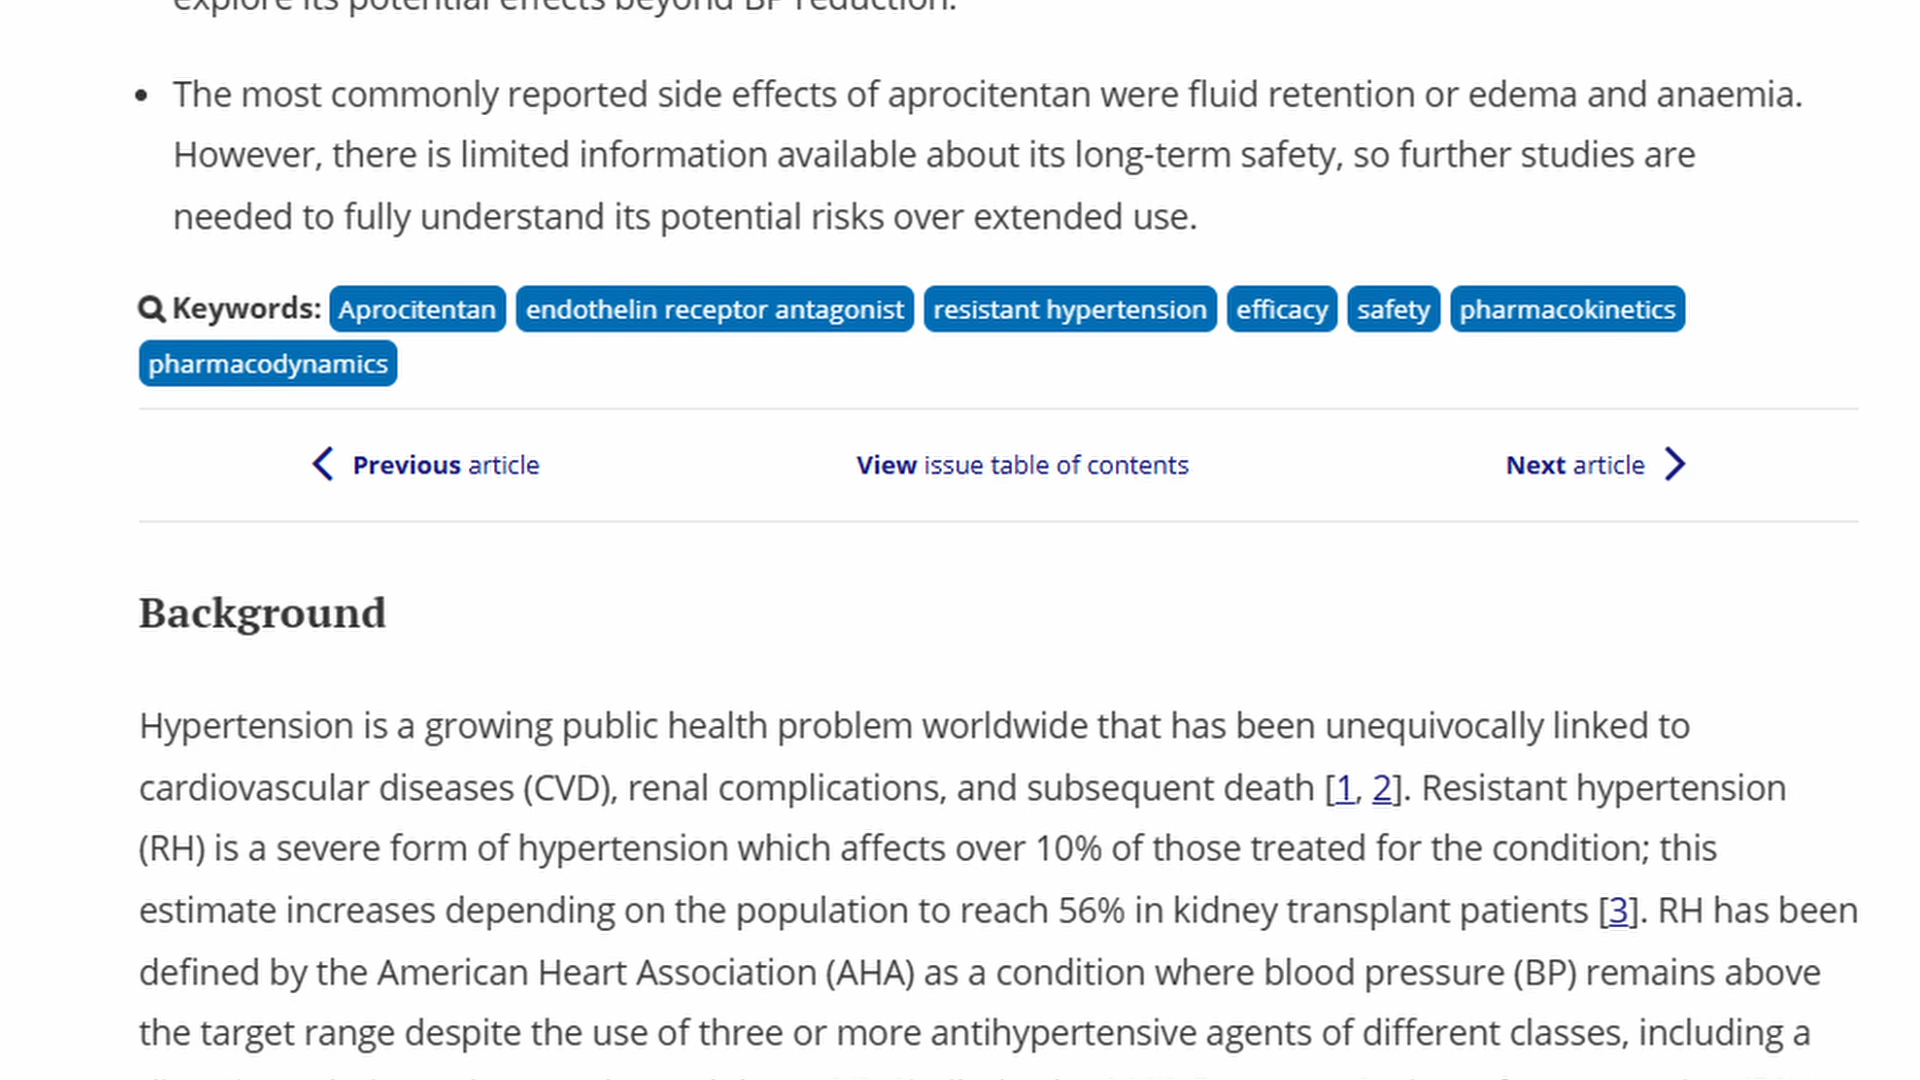 explore its potential effects beyond BP reduction.
• The most commonly reported side effects of aprocitentan were fluid retention or edema and anaemia.
However, there is limited information available about its long-term safety, so further studies are
needed to fully understand its potential risks over extended use.
Keywords: Aprocitentan endothelin receptor antagonist resistant hypertension efficacy safety pharmacokinetics
pharmacodynamics
Previous article View issue table of contents Next article
Background
Hypertension is a growing public health problem worldwide that has been unequivocally linked to
cardiovascular diseases (CVD), renal complications, and subsequent death [1, 2]. Resistant hypertension
(RH) is a severe form of hypertension which affects over 10% of those treated for the condition; this
estimate increases depending on the population to reach 56% in kidney transplant patients [3]. RH has been
defined by the American Heart Association (AHA) as a condition where blood pressure (BP) remains above
the target range despite the use of three or more antihypertensive agents of different classes, including a